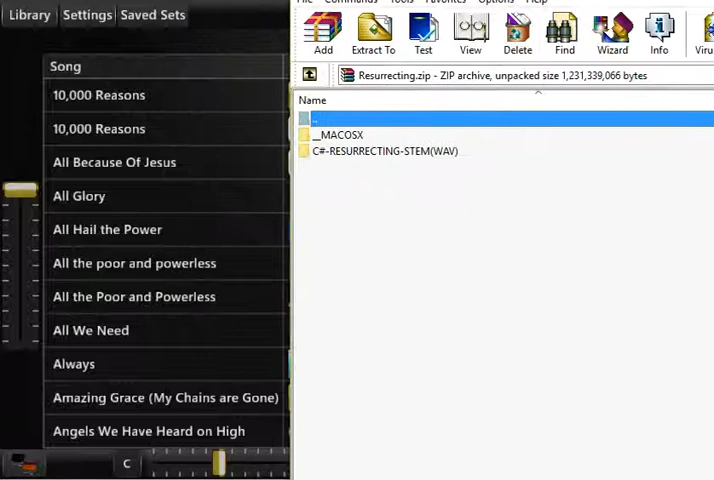 Library Settings Saved Sets
Song
10,000 Reasons
10,000 Reasons
All Because Of Jesus
All Glory
All Hail the Power
All the poor and powerless
All the Poor and Powerless
All We Need
Always
Amazing Grace (My Chains are Gone)
Angels We Have Heard on High
C
File Commands Tools Favorites Options Help
Add Extract To Test View Delete Find Wizard Info Viru
Resurrecting.zip - ZIP archive, unpacked size 1,231,339,066 bytes
Name
..
__MACOSX
C#-RESURRECTING-STEM(WAV)